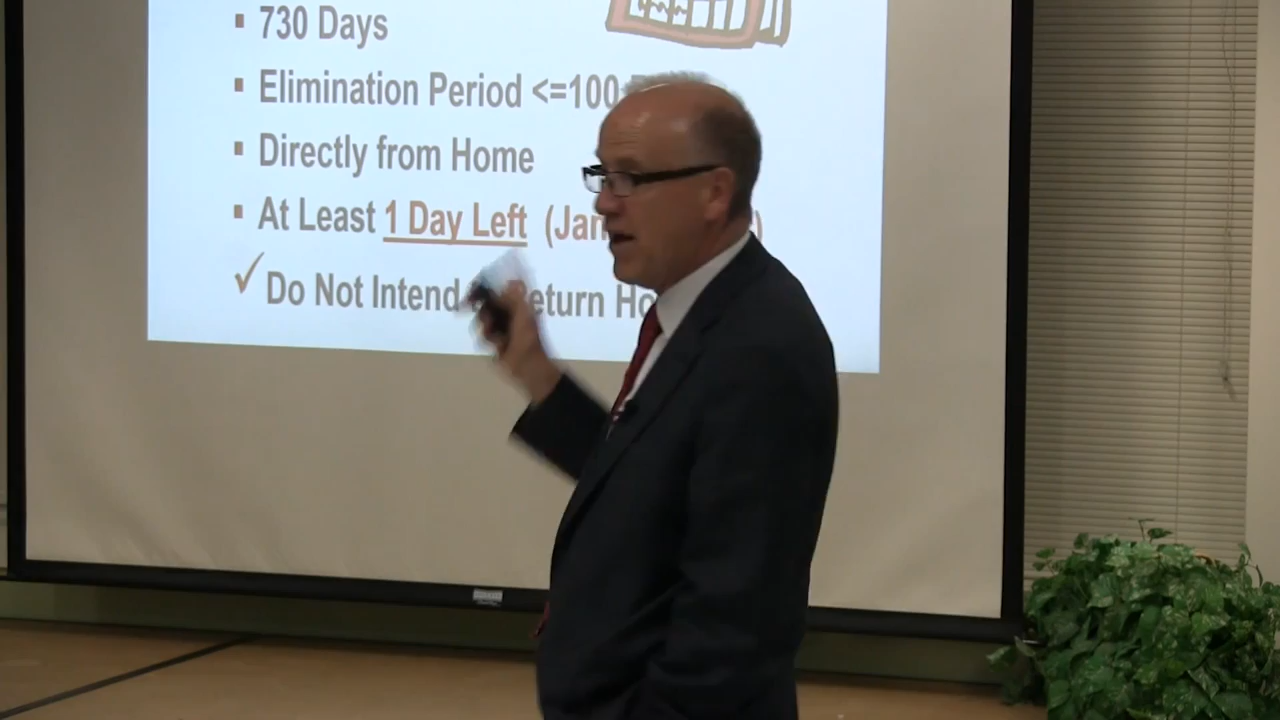 730 Days
Elimination Period <=100
Directly from Home
At Least 1 Day Left (Jan )
Do Not Intend eturn Ho